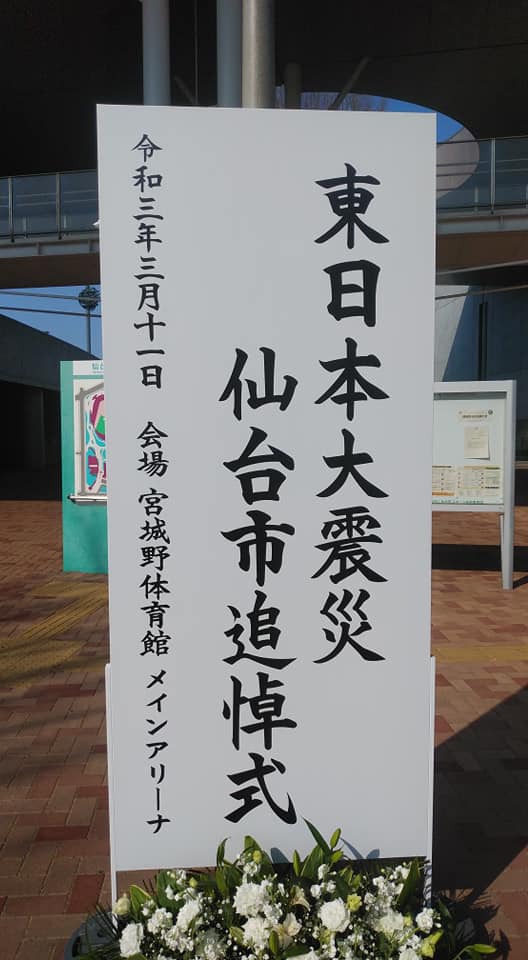 東日本大震災
仙台市追悼式
令和三年三月十一日 会場 宮城野体育館 メインアリーナ